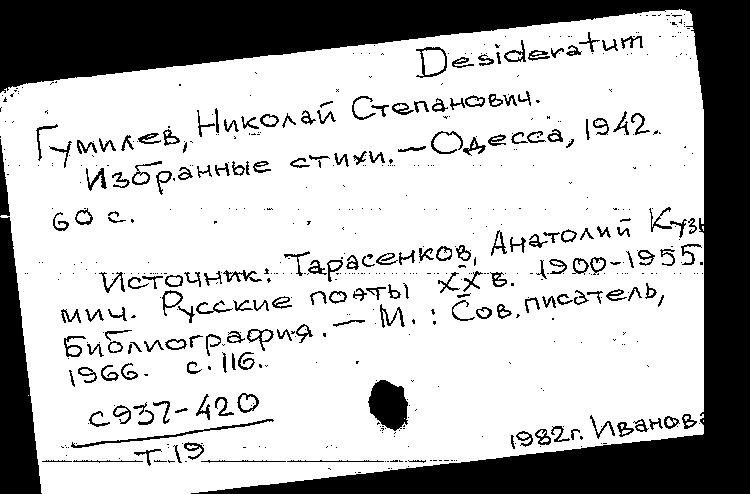 Desideratum
Гумилев, Николай Степанович.
Избранные стихи. — Одесса, 1942.
60 с.
Источник: Тарасенков, Анатолий Кузь
мич. Русские поэты XX в. 1900-1955.
Библиография. — М. : Сов. писатель,
1966. с. 116.
с937-420
Т 19
1982г. Иванова